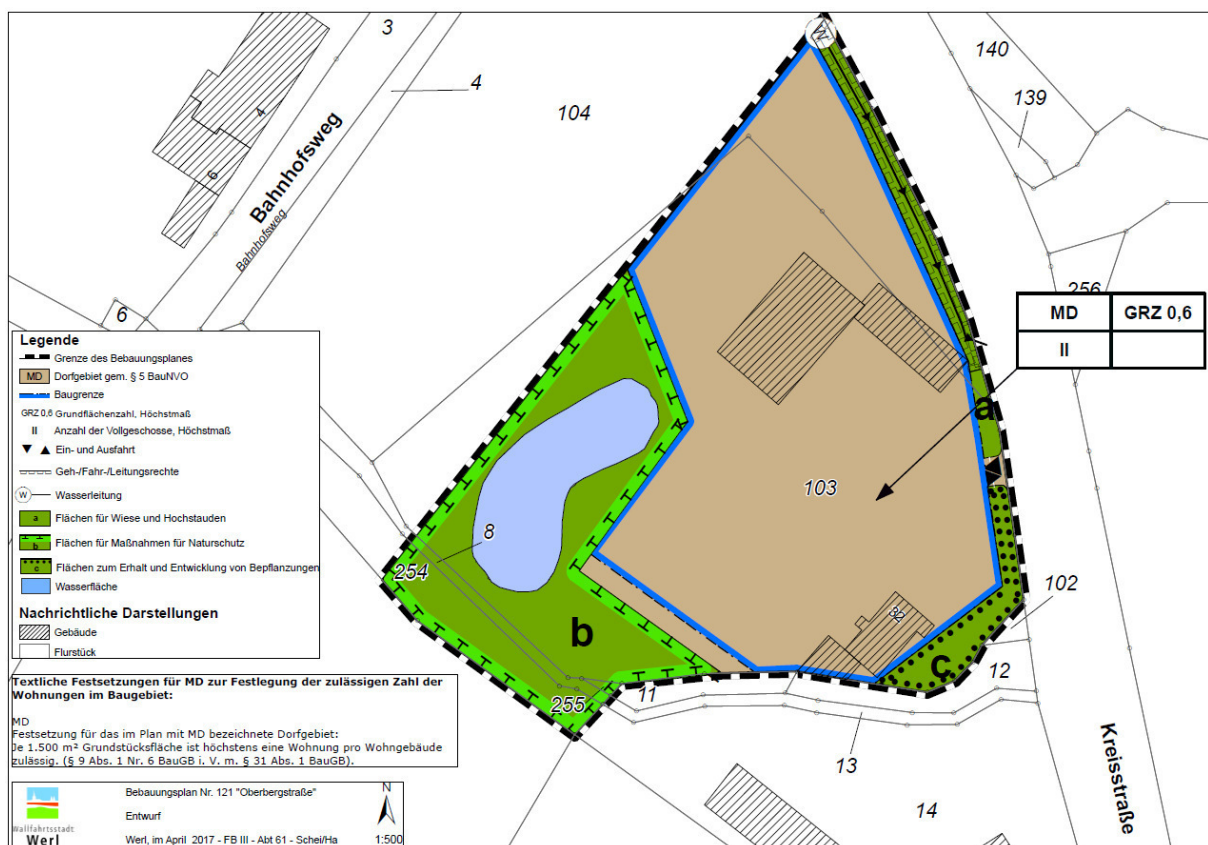 3
4
140
139
104
256
4
6
Bahnhofsweg
Bahnhofsweg
6
W
MD GRZ 0,6
II
a
103
8
254
b
32
c
102
12
11
255
13
14
Kreisstraße
Legende
Grenze des Bebauungsplanes
MD Dorfgebiet gem. § 5 BauNVO
Baugrenze
GRZ 0,6 Grundflächenzahl, Höchstmaß
II Anzahl der Vollgeschosse, Höchstmaß
▼ ▲ Ein- und Ausfahrt
Geh-/Fahr-/Leitungsrechte
W Wasserleitung
a Flächen für Wiese und Hochstauden
b Flächen für Maßnahmen für Naturschutz
c Flächen zum Erhalt und Entwicklung von Bepflanzungen
Wasserfläche
Nachrichtliche Darstellungen
Gebäude
Flurstück
Textliche Festsetzungen für MD zur Festlegung der zulässigen Zahl der
Wohnungen im Baugebiet:
MD
Festsetzung für das im Plan mit MD bezeichnete Dorfgebiet:
Je 1.500 m² Grundstücksfläche ist höchstens eine Wohnung pro Wohngebäude
zulässig. (§ 9 Abs. 1 Nr. 6 BauGB i. V. m. § 31 Abs. 1 BauGB).
Wallfahrtsstadt
Werl
Bebauungsplan Nr. 121 "Oberbergstraße"
Entwurf
Werl, im April 2017 - FB III - Abt 61 - Schei/Ha
N
1:500